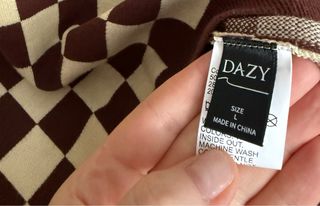 DAZY
SIZE
L
MADE IN CHINA
INSIDE OUT.
MACHINE WASH